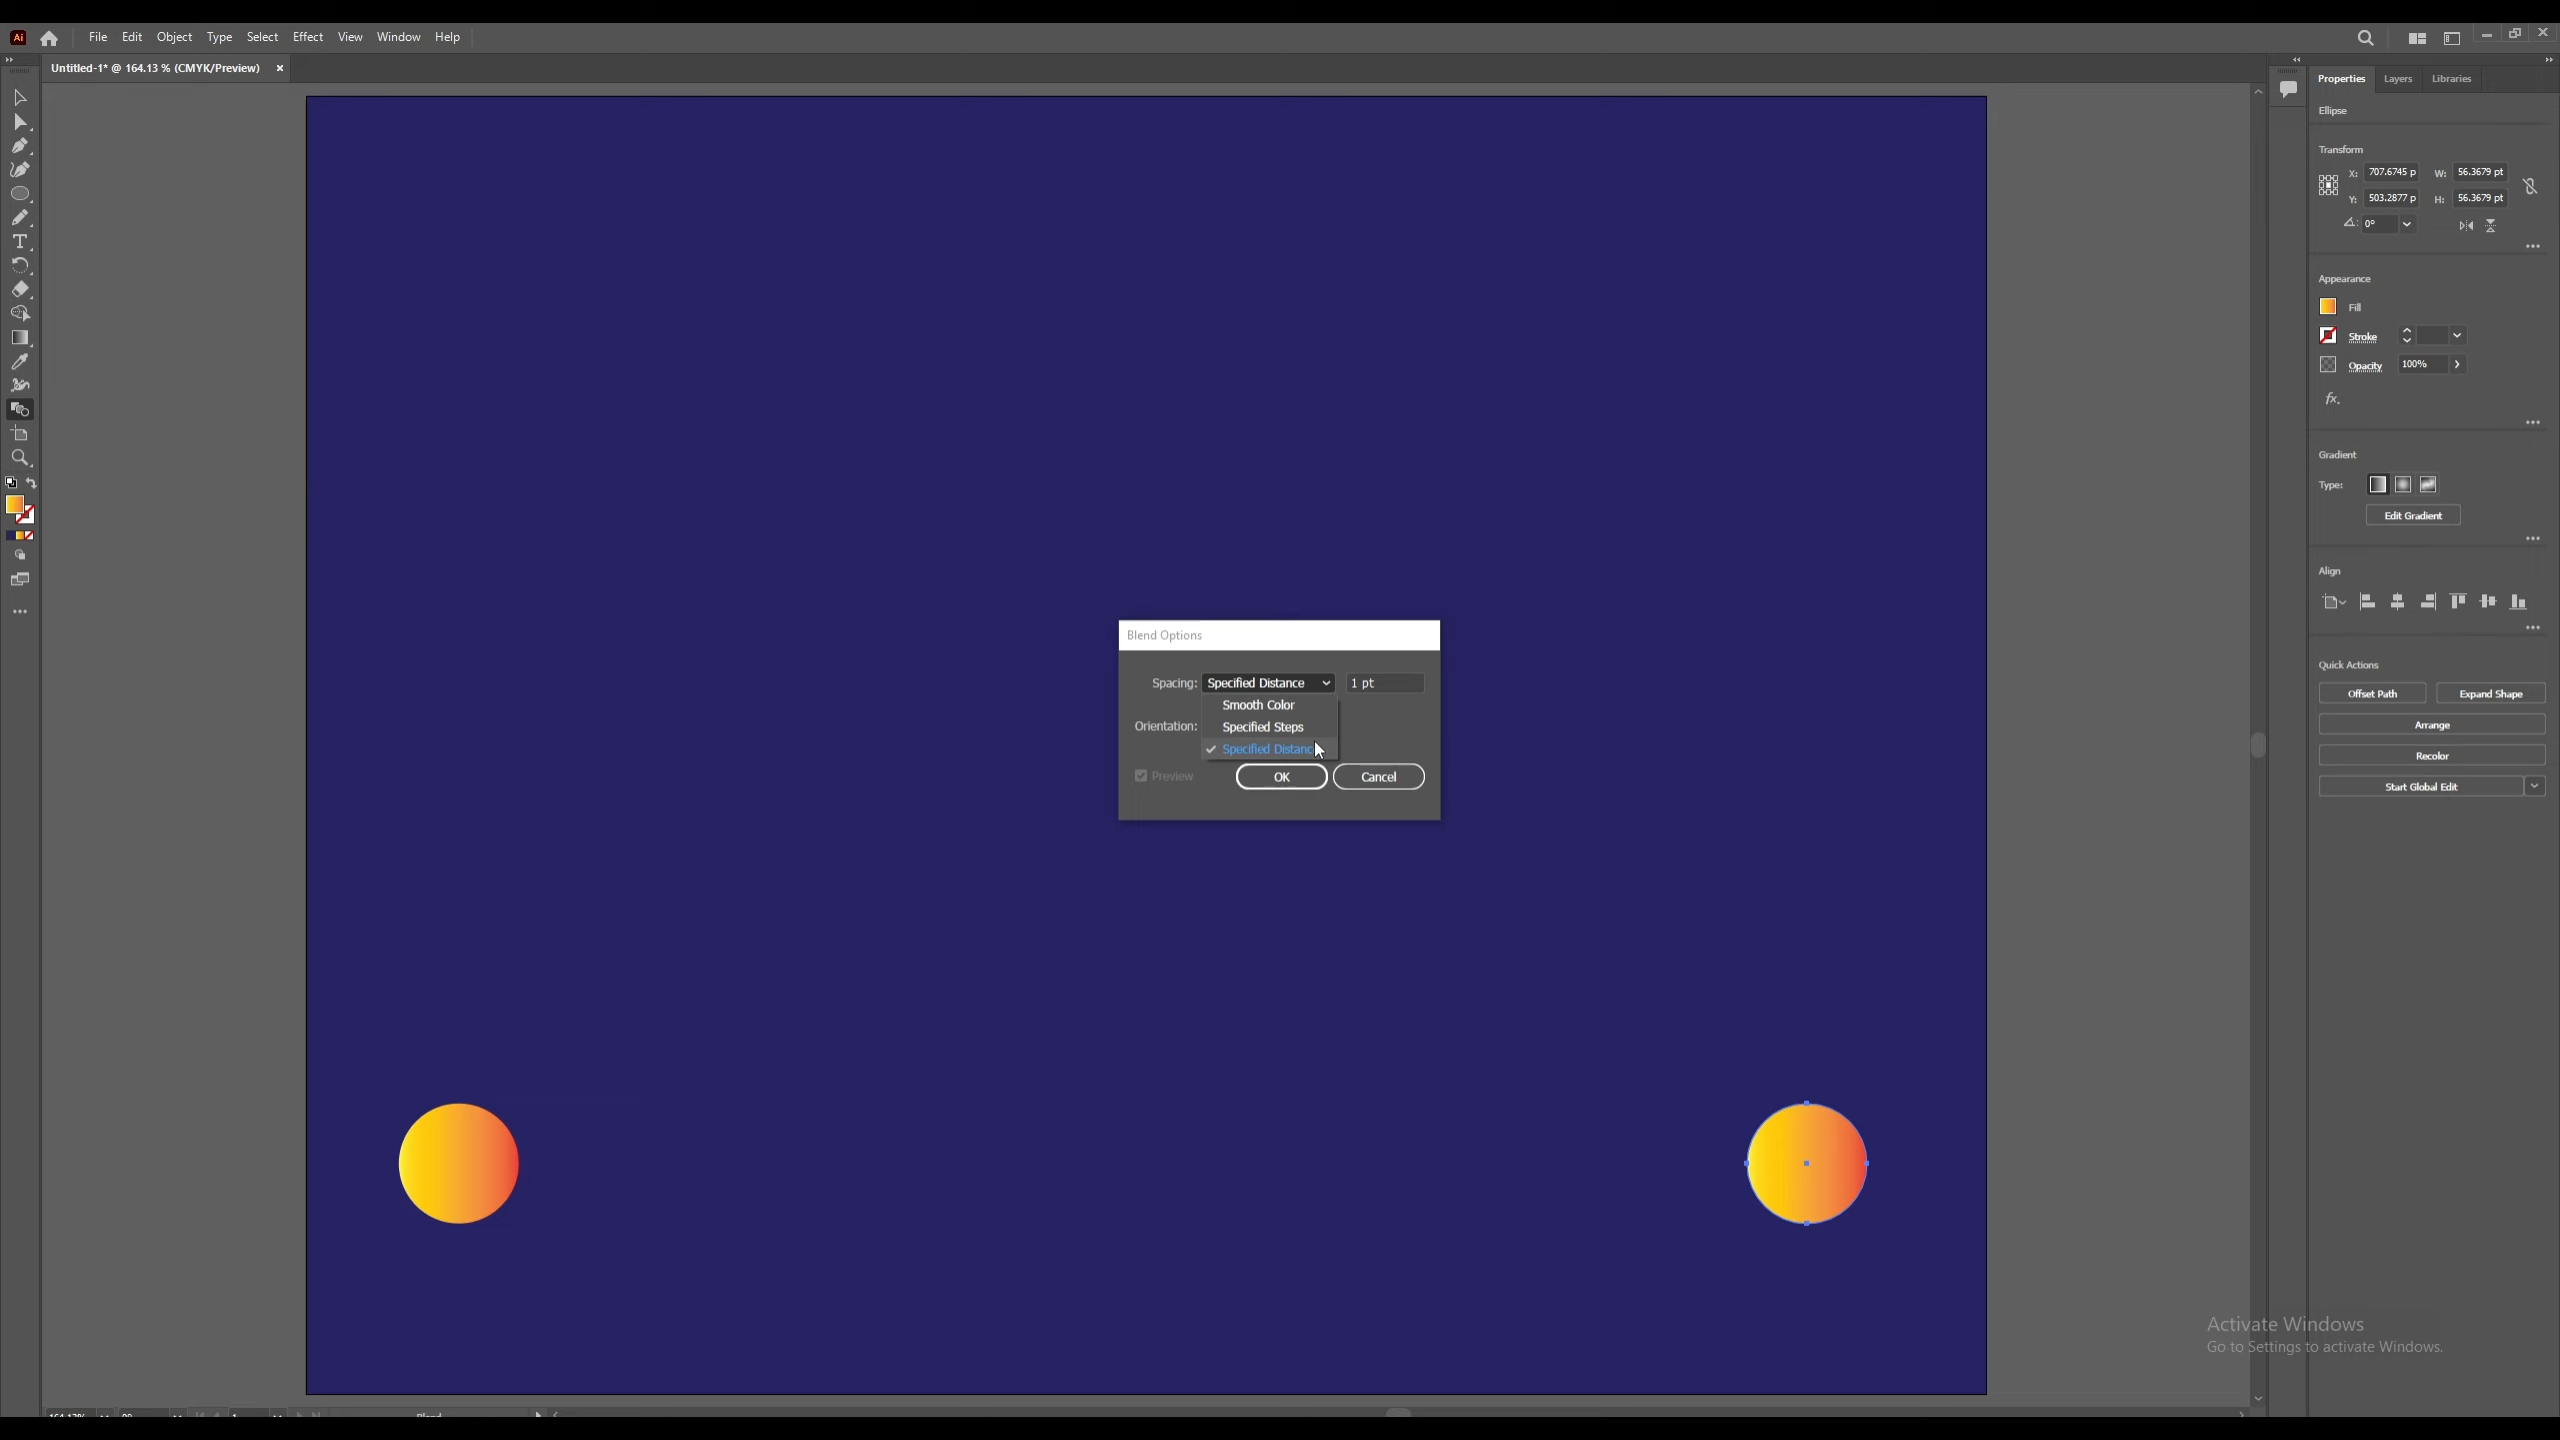 Ai File Edit Object Type Select Effect View Window Help
Untitled-1* @ 164.13 % (CMYK/Preview) ×
Properties Layers Libraries
Ellipse
Transform
X: 707.6745 p W: 56.3679 pt
Y: 503.2877 p H: 56.3679 pt
0°
Appearance
Fill
Stroke
Opacity 100%
fx.
Gradient
Type:
Edit Gradient
Align
Quick Actions
Offset Path Expand Shape
Arrange
Recolor
Start Global Edit
Blend Options
Spacing: Specified Distance 1 pt
Smooth Color
Orientation: Specified Steps
Specified Distance
Preview OK Cancel
Activate Windows
Go to Settings to activate Windows.